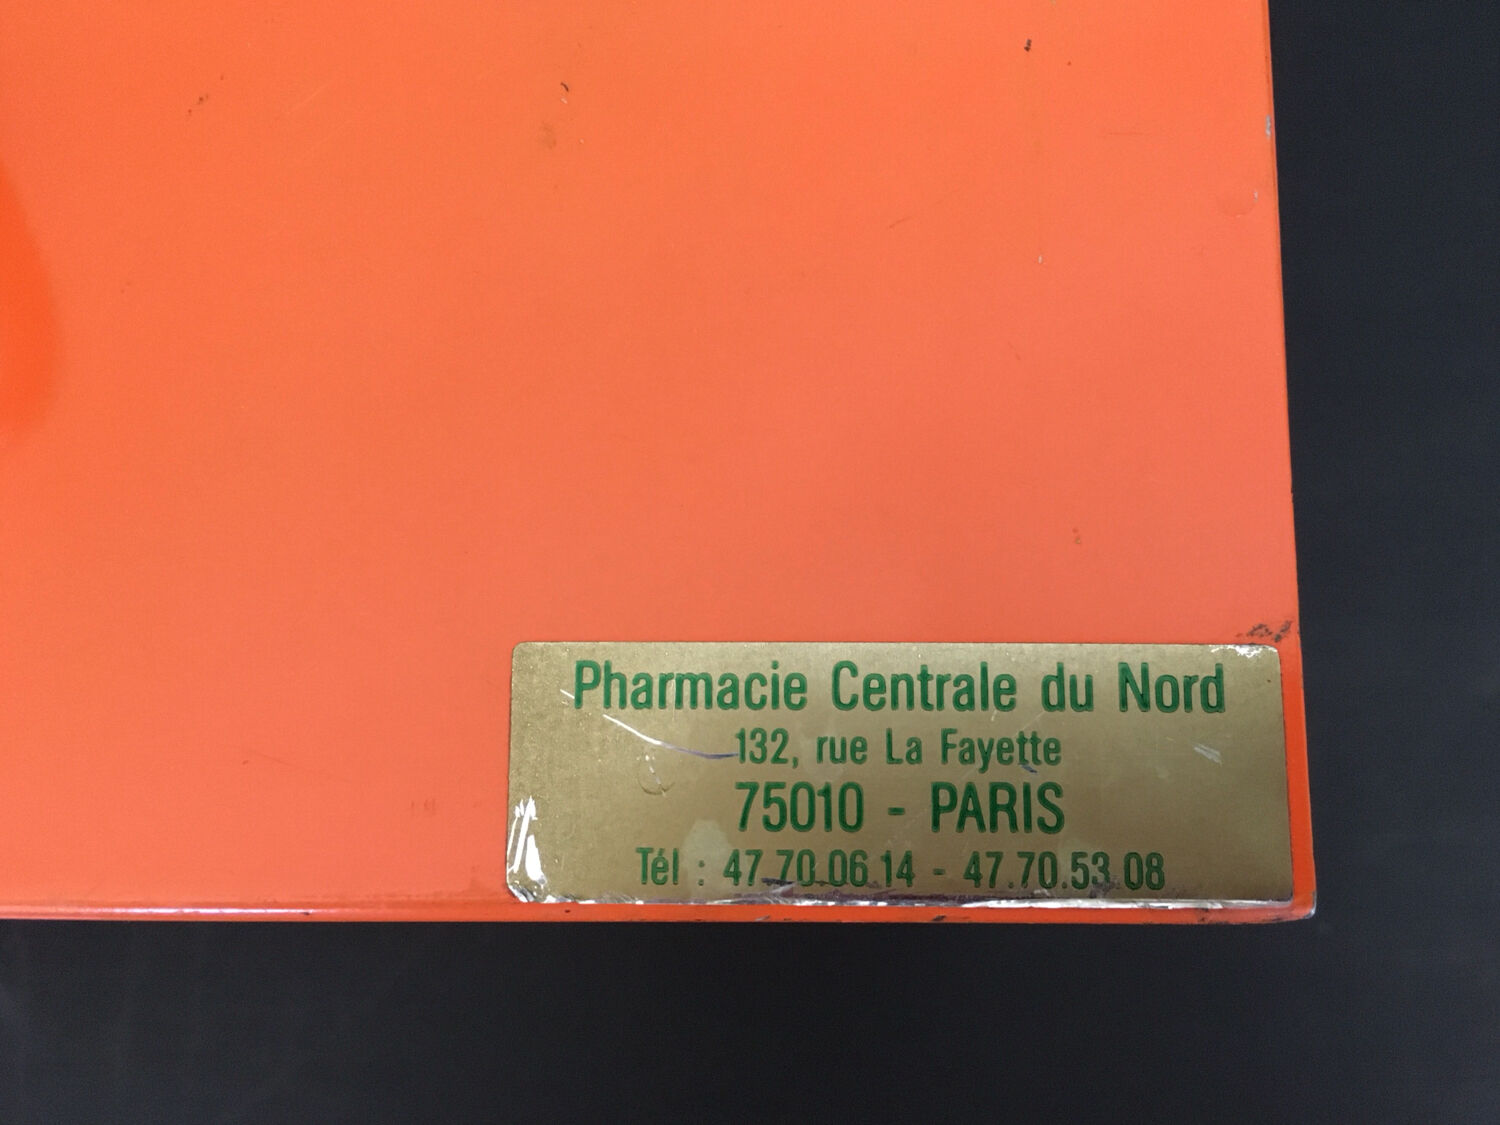 Pharmacie Centrale du Nord
132, rue La Fayette
75010 - PARIS
Tél : 47.70.06.14 - 47.70.53.08